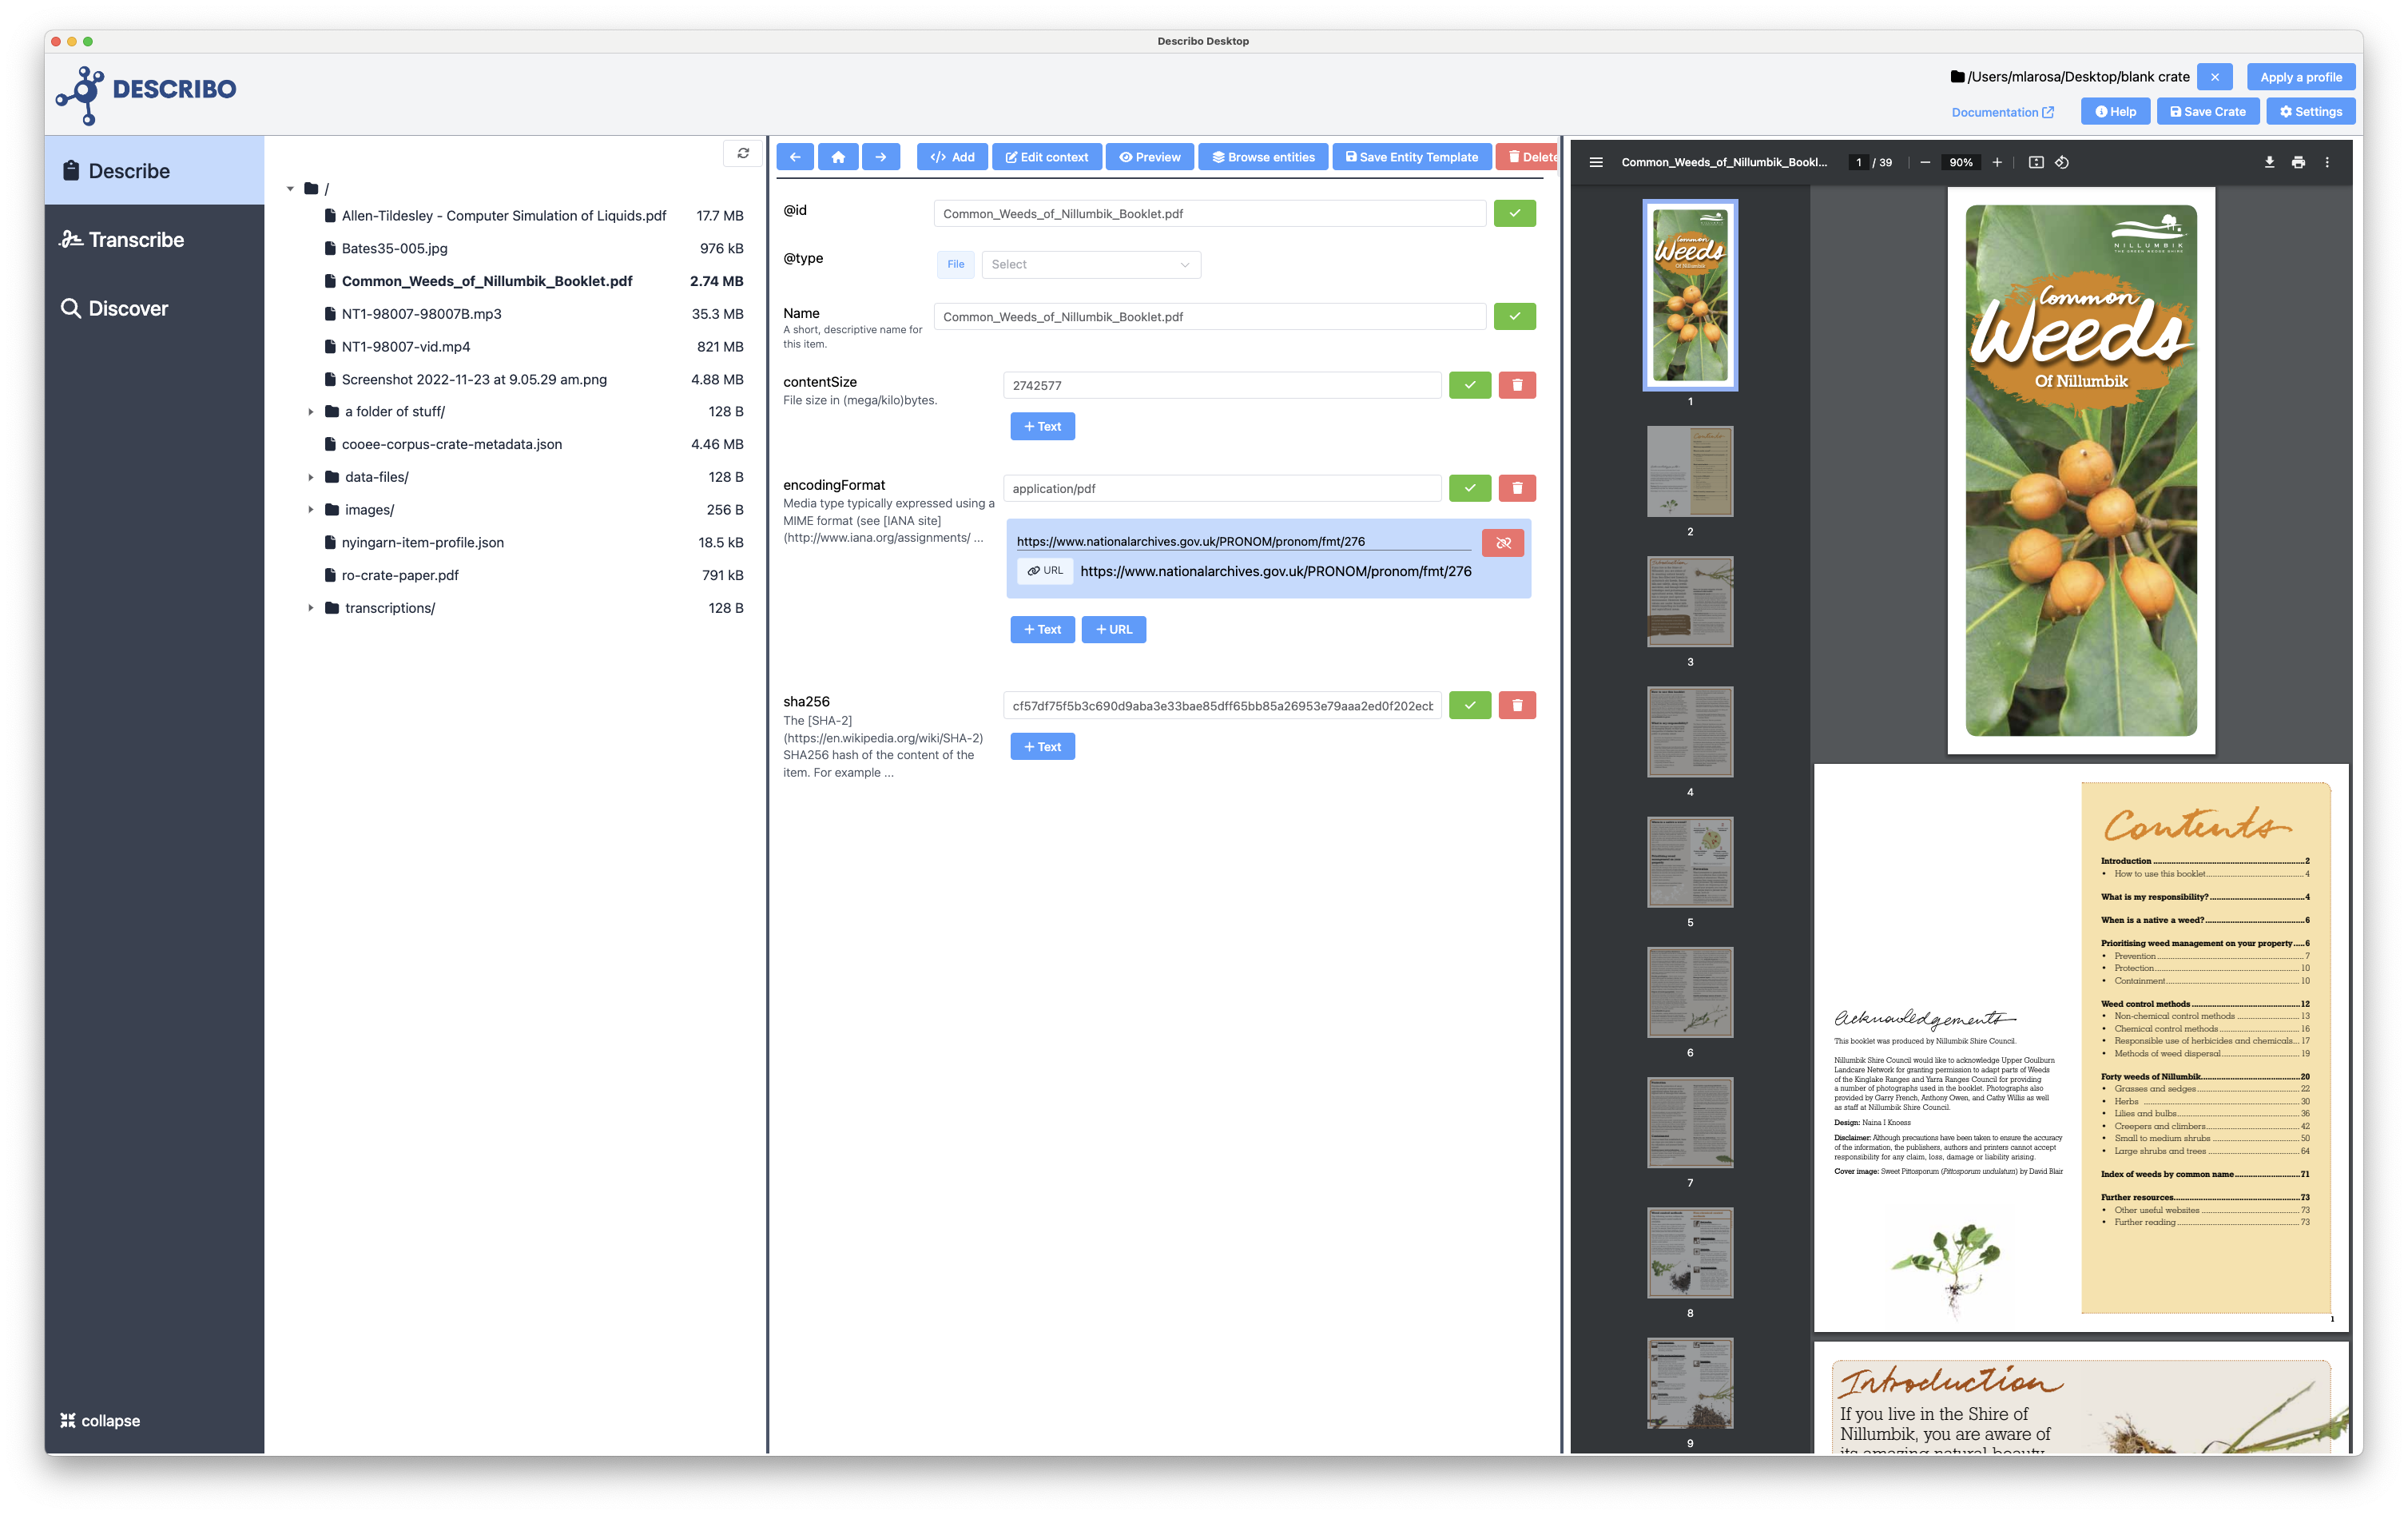 Describo Desktop
DESCRIBO
/Users/mlarosa/Desktop/blank crate
Apply a profile
Documentation
Help
Save Crate
Settings
Describe
Transcribe
Discover
collapse
/
Allen-Tildesley - Computer Simulation of Liquids.pdf 17.7 MB
Bates35-005.jpg 976 kB
Common_Weeds_of_Nillumbik_Booklet.pdf 2.74 MB
NT1-98007-98007B.mp3 35.3 MB
NT1-98007-vid.mp4 821 MB
Screenshot 2022-11-23 at 9.05.29 am.png 4.88 MB
a folder of stuff/ 128 B
cooee-corpus-crate-metadata.json 4.46 MB
data-files/ 128 B
images/ 256 B
nyingarn-item-profile.json 18.5 kB
ro-crate-paper.pdf 791 kB
transcriptions/ 128 B
Add
Edit context
Preview
Browse entities
Save Entity Template
Delete
@id
Common_Weeds_of_Nillumbik_Booklet.pdf
@type
File
Select
Name
A short, descriptive name for
this item.
Common_Weeds_of_Nillumbik_Booklet.pdf
contentSize
File size in (mega/kilo)bytes.
2742577
+ Text
encodingFormat
Media type typically expressed using a
MIME format (see [IANA site]
(http://www.iana.org/assignments/ ...
application/pdf
https://www.nationalarchives.gov.uk/PRONOM/pronom/fmt/276
URL
https://www.nationalarchives.gov.uk/PRONOM/pronom/fmt/276
+ Text
+ URL
sha256
The [SHA-2]
(https://en.wikipedia.org/wiki/SHA-2)
SHA256 hash of the content of the
item. For example ...
cf57df75f5b3c690d9aba3e33bae85dff65bb85a26953e79aaa2ed0f202ecb
+ Text
Common_Weeds_of_Nillumbik_Bookl...
1 / 39
90%
1
2
3
4
5
6
7
8
9
NILLUMBIK
THE GREEN WEDGE SHIRE
Common
Weeds
Of Nillumbik
Acknowledgements
This booklet was produced by Nillumbik Shire Council.
Nillumbik Shire Council would like to acknowledge Upper Goulburn
Landcare Network for granting permission to adapt parts of Weeds
of the Kinglake Ranges and Yarra Ranges Council for providing
a number of photographs used in the booklet. Photographs also
provided by Garry French, Anthony Owen, and Cathy Willis as well
as staff at Nillumbik Shire Council.
Design: Naina I Knoess
Disclaimer: Although precautions have been taken to ensure the accuracy
of the information, the publishers, authors and printers cannot accept
responsibility for any claim, loss, damage or liability arising.
Cover image: Sweet Pittosporum (Pittosporum undulatum) by David Blair
Contents
Introduction 2
• How to use this booklet 4
What is my responsibility? 4
When is a native a weed? 6
Prioritising weed management on your property 6
• Prevention 7
• Protection 10
• Containment 10
Weed control methods 12
• Non-chemical control methods 13
• Chemical control methods 16
• Responsible use of herbicides and chemicals 17
• Methods of weed dispersal 19
Forty weeds of Nillumbik 20
• Grasses and sedges 22
• Herbs 30
• Lilies and bulbs 36
• Creepers and climbers 42
• Small to medium shrubs 50
• Large shrubs and trees 64
Index of weeds by common name 71
Further resources 73
• Other useful websites 73
• Further reading 73
1
Introduction
If you live in the Shire of
Nillumbik, you are aware of
its amazing natural beauty